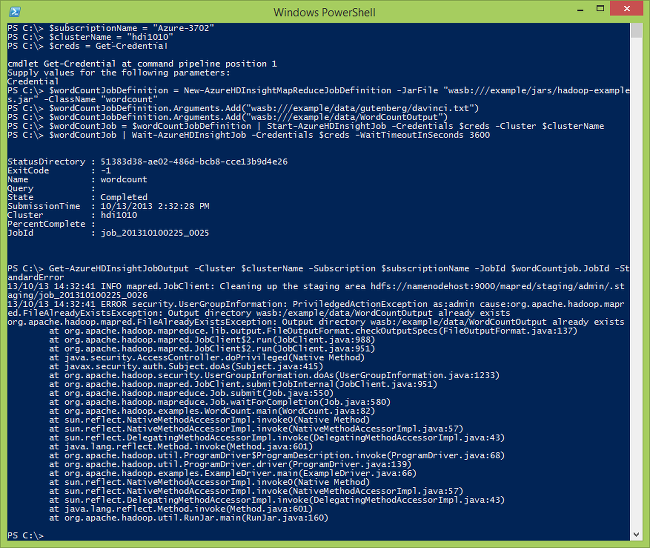 Windows PowerShell
PS C:\> $subscriptionName = "Azure-3702"
PS C:\> $clusterName = "hdi1010"
PS C:\> $creds = Get-Credential
cmdlet Get-Credential at command pipeline position 1
Supply values for the following parameters:
Credential
PS C:\> $wordCountJobDefinition = New-AzureHDInsightMapReduceJobDefinition -JarFile "wasb:///example/jars/hadoop-example
s.jar" -ClassName "wordcount"
PS C:\> $wordCountJobDefinition.Arguments.Add("wasb:///example/data/gutenberg/davinci.txt")
PS C:\> $wordCountJobDefinition.Arguments.Add("wasb:///example/data/WordCountOutput")
PS C:\> $wordCountJob = $wordCountJobDefinition | Start-AzureHDInsightJob -Credentials $creds -Cluster $clusterName
PS C:\> $wordCountJob | Wait-AzureHDInsightJob -Credentials $creds -WaitTimeoutInSeconds 3600
StatusDirectory : 51383d38-ae02-486d-bcb8-cce13b9d4e26
ExitCode : -1
Name : wordcount
Query :
State : Completed
SubmissionTime : 10/13/2013 2:32:28 PM
Cluster : hdi1010
PercentComplete :
JobId : job_201310100225_0025
PS C:\> Get-AzureHDInsightJobOutput -Cluster $clusterName -Subscription $subscriptionName -JobId $wordCountjob.JobId -St
andardError
13/10/13 14:32:41 INFO mapred.JobClient: Cleaning up the staging area hdfs://namenodehost:9000/mapred/staging/admin/.st
aging/job_201310100225_0026
13/10/13 14:32:41 ERROR security.UserGroupInformation: PriviledgedActionException as:admin cause:org.apache.hadoop.mapr
ed.FileAlreadyExistsException: Output directory wasb:/example/data/WordCountOutput already exists
org.apache.hadoop.mapred.FileAlreadyExistsException: Output directory wasb:/example/data/WordCountOutput already exists
at org.apache.hadoop.mapreduce.lib.output.FileOutputFormat.checkOutputSpecs(FileOutputFormat.java:137)
at org.apache.hadoop.mapred.JobClient$2.run(JobClient.java:988)
at org.apache.hadoop.mapred.JobClient$2.run(JobClient.java:951)
at java.security.AccessController.doPrivileged(Native Method)
at javax.security.auth.Subject.doAs(Subject.java:415)
at org.apache.hadoop.security.UserGroupInformation.doAs(UserGroupInformation.java:1233)
at org.apache.hadoop.mapred.JobClient.submitJobInternal(JobClient.java:951)
at org.apache.hadoop.mapreduce.Job.submit(Job.java:550)
at org.apache.hadoop.mapreduce.Job.waitForCompletion(Job.java:580)
at org.apache.hadoop.examples.WordCount.main(WordCount.java:82)
at sun.reflect.NativeMethodAccessorImpl.invoke0(Native Method)
at sun.reflect.NativeMethodAccessorImpl.invoke(NativeMethodAccessorImpl.java:57)
at sun.reflect.DelegatingMethodAccessorImpl.invoke(DelegatingMethodAccessorImpl.java:43)
at java.lang.reflect.Method.invoke(Method.java:601)
at org.apache.hadoop.util.ProgramDriver$ProgramDescription.invoke(ProgramDriver.java:68)
at org.apache.hadoop.util.ProgramDriver.driver(ProgramDriver.java:139)
at org.apache.hadoop.examples.ExampleDriver.main(ExampleDriver.java:66)
at sun.reflect.NativeMethodAccessorImpl.invoke0(Native Method)
at sun.reflect.NativeMethodAccessorImpl.invoke(NativeMethodAccessorImpl.java:57)
at sun.reflect.DelegatingMethodAccessorImpl.invoke(DelegatingMethodAccessorImpl.java:43)
at java.lang.reflect.Method.invoke(Method.java:601)
at org.apache.hadoop.util.RunJar.main(RunJar.java:160)
PS C:\>